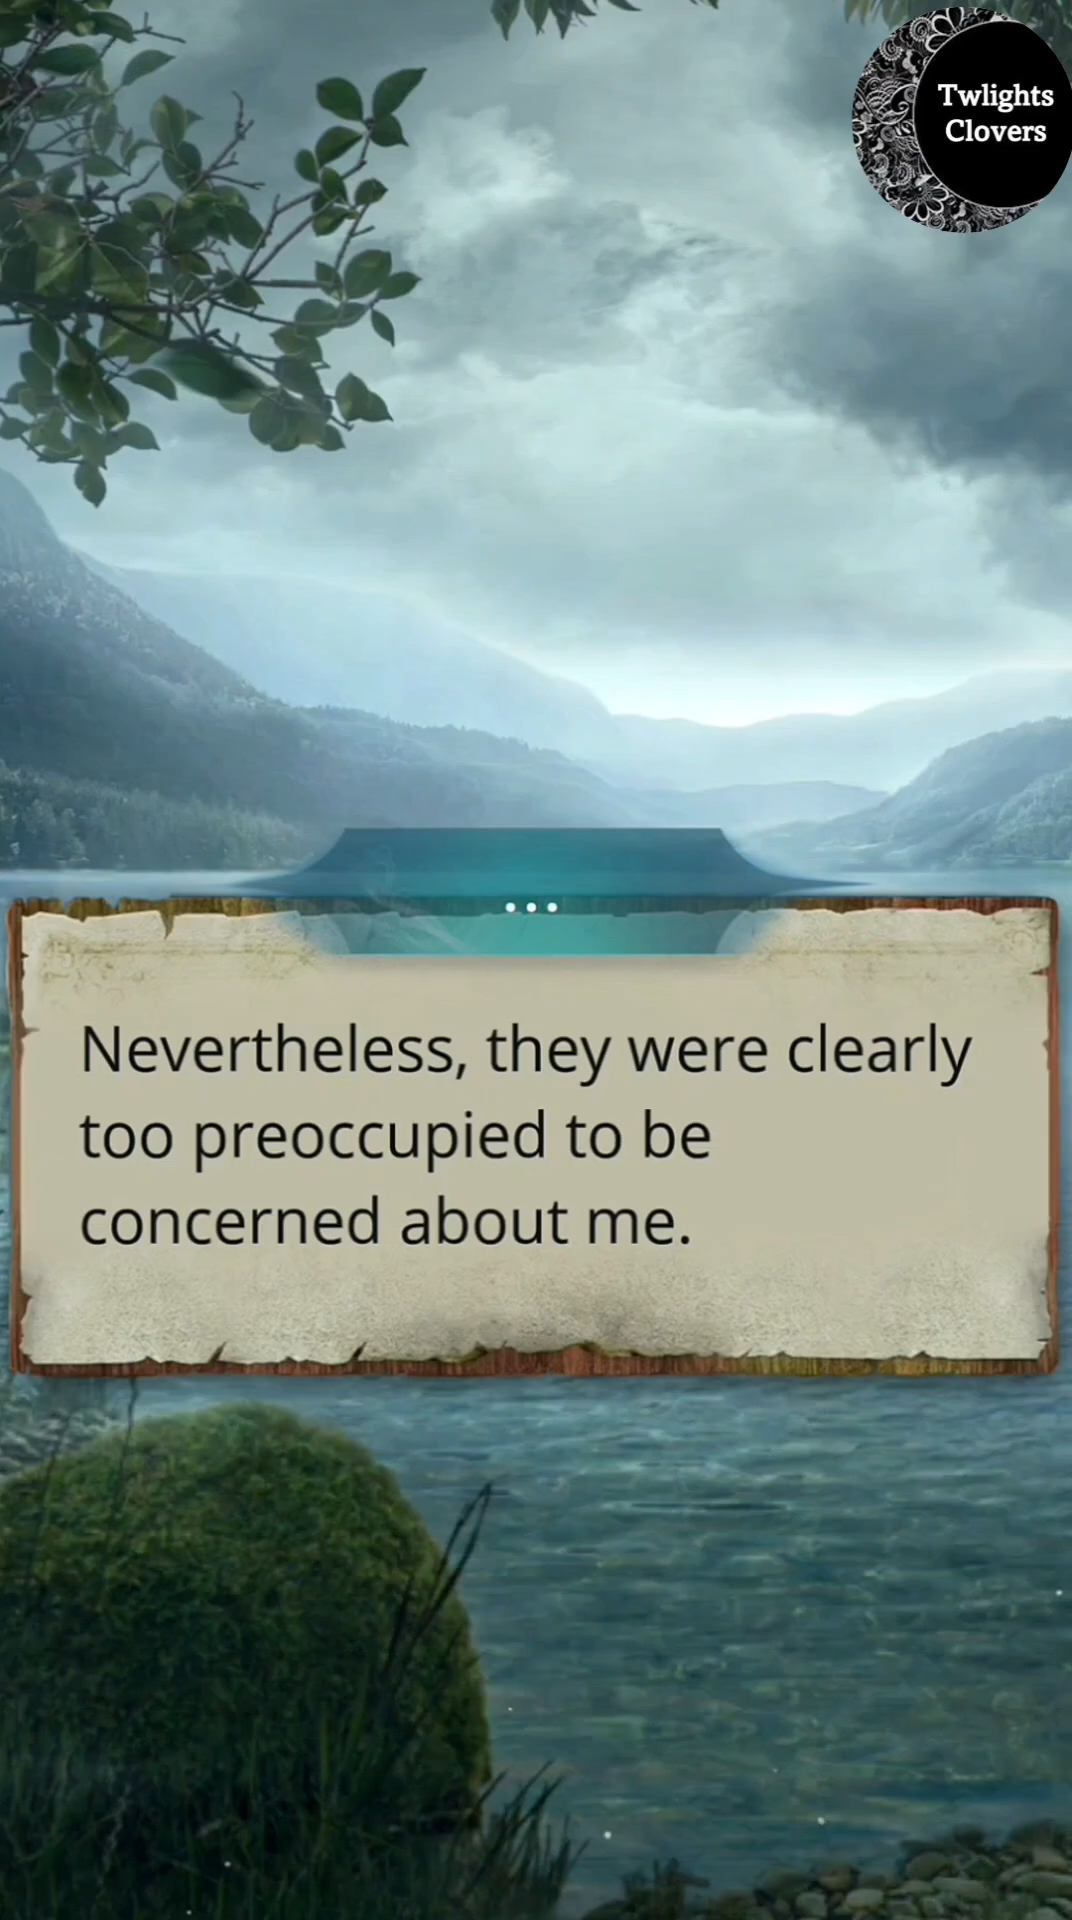 Twlights
Clovers
...
Nevertheless, they were clearly
too preoccupied to be
concerned about me.